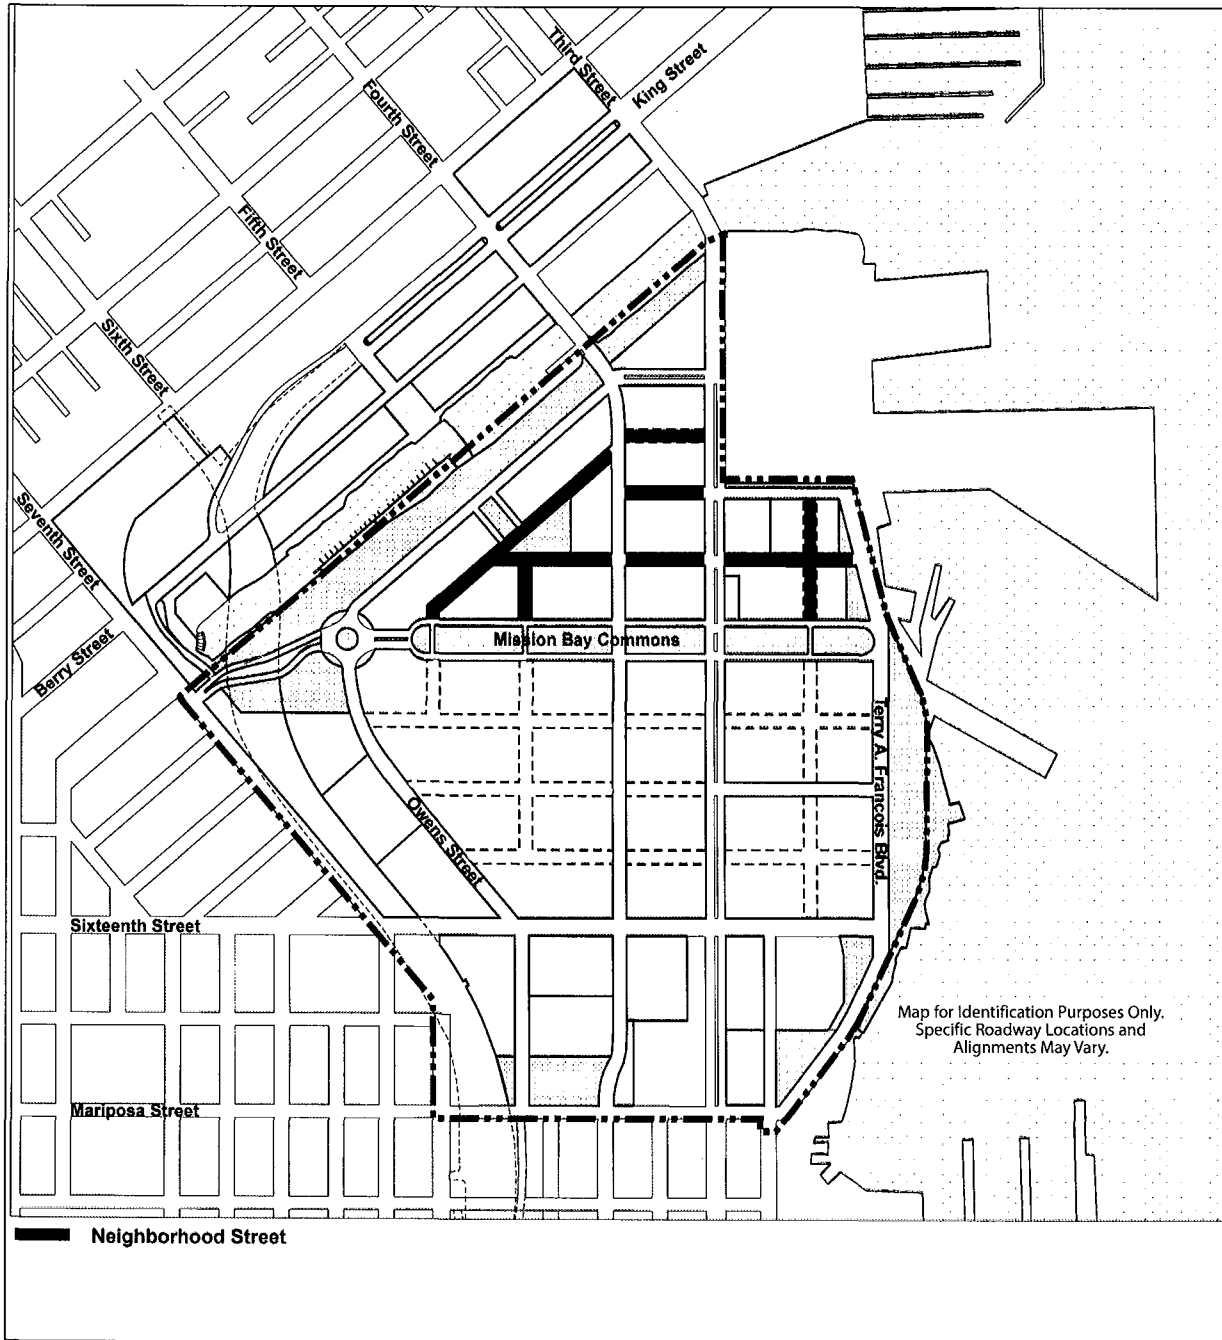 Third Street
King Street
Fourth Street
Fifth Street
Sixth Street
Seventh Street
Berry Street
Mission Bay Commons
Terry A. Francois Blvd.
Owens Street
Sixteenth Street
Map for Identification Purposes Only.
Specific Roadway Locations and
Alignments May Vary.
Mariposa Street
Neighborhood Street